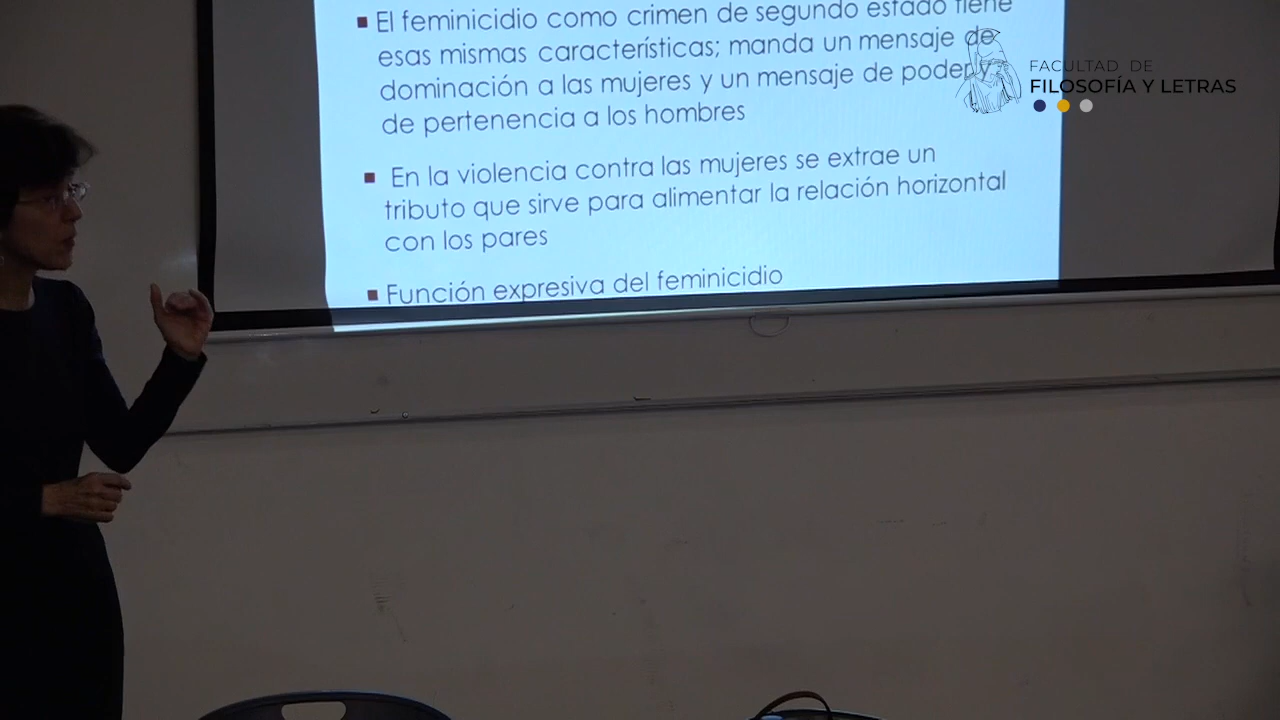 El feminicidio como crimen de segundo estado tiene
esas mismas características; manda un mensaje de
dominación a las mujeres y un mensaje de poder y
de pertenencia a los hombres
En la violencia contra las mujeres se extrae un
tributo que sirve para alimentar la relación horizontal
con los pares
Función expresiva del feminicidio
FACULTAD DE
FILOSOFÍA Y LETRAS